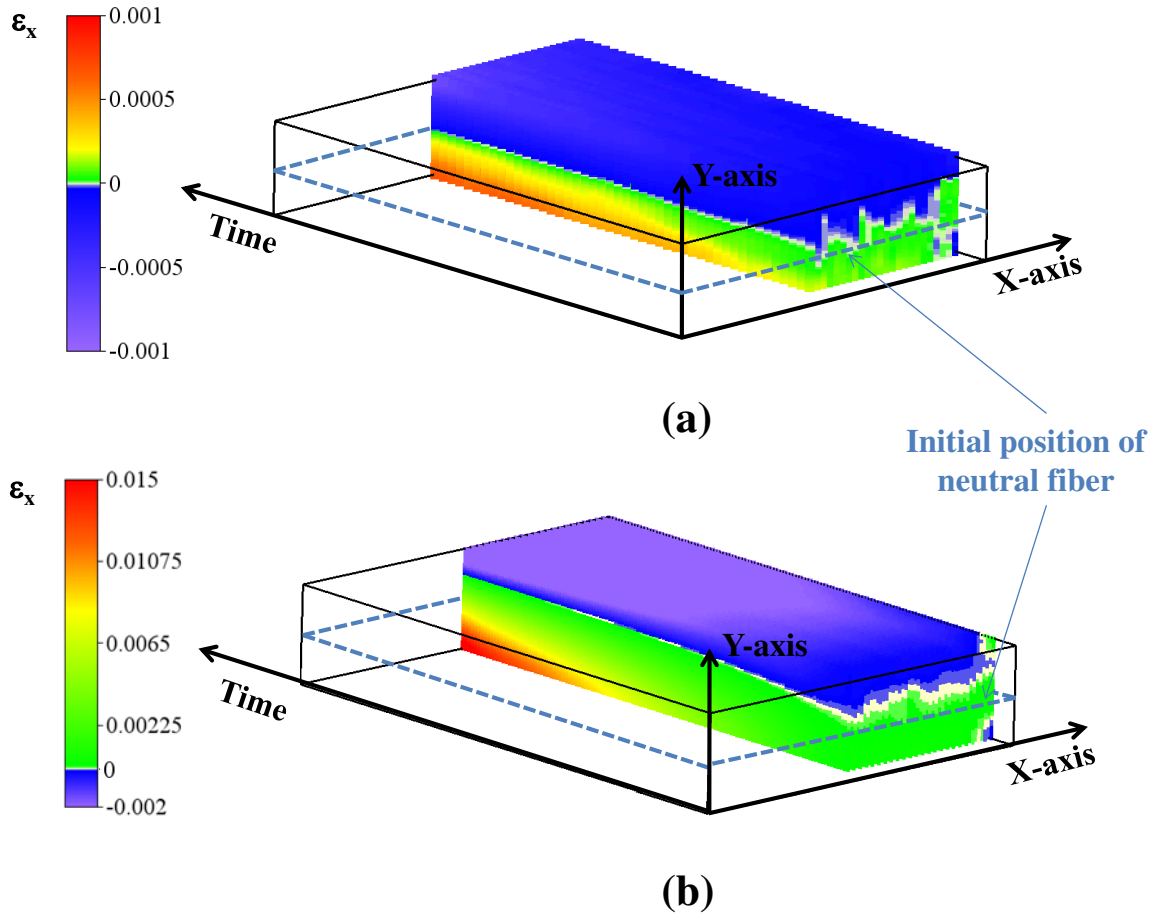 εx
0.001
0.0005
0
-0.0005
-0.001
Y-axis
Time
X-axis
(a)
Initial position of
neutral fiber
εx
0.015
0.01075
0.0065
0.00225
0
-0.002
Y-axis
Time
X-axis
(b)